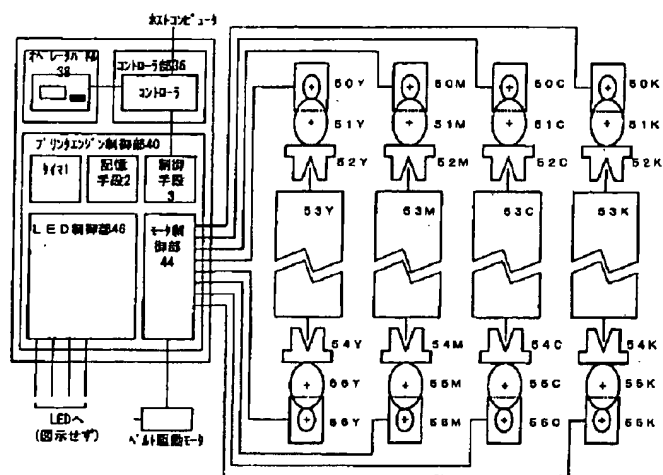 ホストコンピュータ
オペレータパネル
38
コントローラ部36
コントローラ
プリンタエンジン制御部40
タイマ1
記憶
手段2
制御
手段
3
LED制御部46
モータ制
御部
44
LEDへ
(図示せず)
ベルト駆動モータ
50Y
50M
50C
50K
51Y
51M
51C
51K
52Y
52M
52C
52K
53Y
53M
53C
53K
54Y
54M
54C
54K
55M
55C
55K
56Y